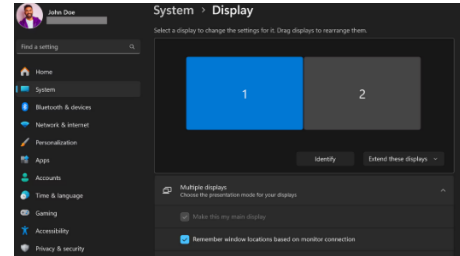 John Doe
System > Display
Select a display to change the settings for it. Drag displays to rearrange them.
Find a setting
Home
System
Bluetooth & devices
Network & internet
Personalization
Apps
Accounts
Time & language
Gaming
Accessibility
Privacy & security
1
2
Identify
Extend these displays
Multiple displays
Choose the presentation mode for your displays
Make this my main display
Remember window locations based on monitor connection